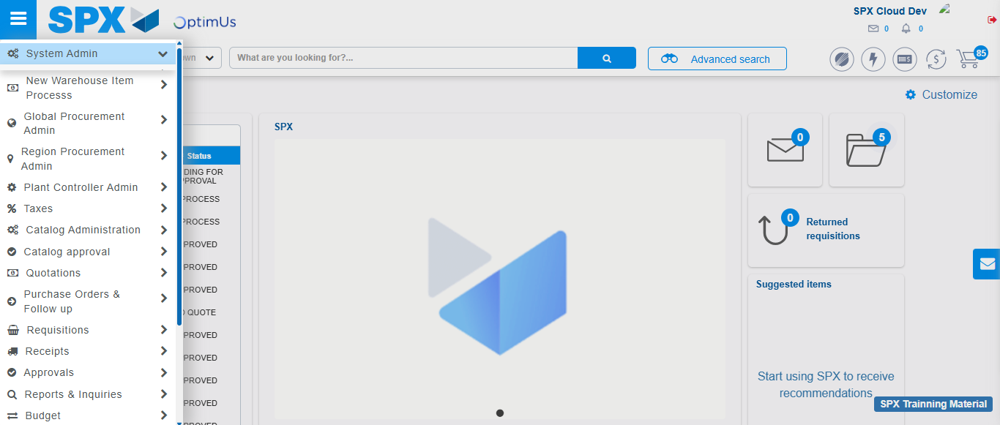 SPX
OptimUs
SPX Cloud Dev
0
0
System Admin
own
What are you looking for?...
Advanced search
85
Customize
New Warehouse Item
Processs
Global Procurement
Admin
Region Procurement
Admin
Plant Controller Admin
Taxes
Catalog Administration
Catalog approval
Quotations
Purchase Orders &
Follow up
Requisitions
Receipts
Approvals
Reports & Inquiries
Budget
Status
DING FOR
PROVAL
PROCESS
PROCESS
PROVED
PROVED
PROVED
QUOTE
PROVED
PROVED
PROVED
PROVED
PROVED
SPX
0
5
0
Returned
requisitions
Suggested items
Start using SPX to receive
recommendations
SPX Trainning Material